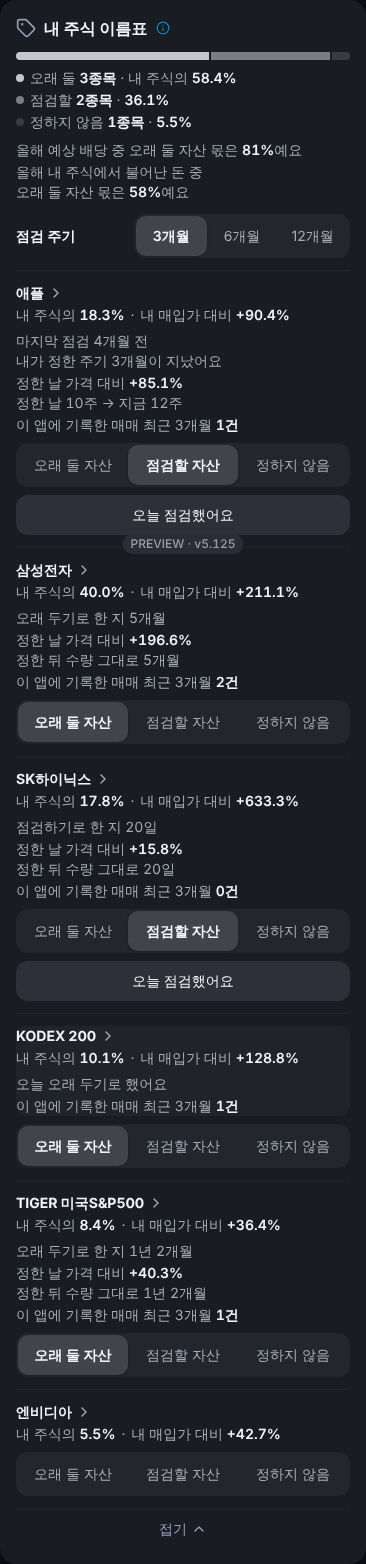 내 주식 이름표
오래 둘 3종목 · 내 주식의 58.4%
점검할 2종목 · 36.1%
정하지 않음 1종목 · 5.5%
올해 예상 배당 중 오래 둘 자산 몫은 81%예요
올해 내 주식에서 불어난 돈 중
오래 둘 자산 몫은 58%예요
점검 주기 3개월 6개월 12개월
애플
내 주식의 18.3% · 내 매입가 대비 +90.4%
마지막 점검 4개월 전
내가 정한 주기 3개월이 지났어요
정한 날 가격 대비 +85.1%
정한 날 10주 → 지금 12주
이 앱에 기록한 매매 최근 3개월 1건
오래 둘 자산 점검할 자산 정하지 않음
오늘 점검했어요
PREVIEW · v5.125
삼성전자
내 주식의 40.0% · 내 매입가 대비 +211.1%
오래 두기로 한 지 5개월
정한 날 가격 대비 +196.6%
정한 뒤 수량 그대로 5개월
이 앱에 기록한 매매 최근 3개월 2건
오래 둘 자산 점검할 자산 정하지 않음
SK하이닉스
내 주식의 17.8% · 내 매입가 대비 +633.3%
점검하기로 한 지 20일
정한 날 가격 대비 +15.8%
정한 뒤 수량 그대로 20일
이 앱에 기록한 매매 최근 3개월 0건
오래 둘 자산 점검할 자산 정하지 않음
오늘 점검했어요
KODEX 200
내 주식의 10.1% · 내 매입가 대비 +128.8%
오늘 오래 두기로 했어요
이 앱에 기록한 매매 최근 3개월 1건
오래 둘 자산 점검할 자산 정하지 않음
TIGER 미국S&P500
내 주식의 8.4% · 내 매입가 대비 +36.4%
오래 두기로 한 지 1년 2개월
정한 날 가격 대비 +40.3%
정한 뒤 수량 그대로 1년 2개월
이 앱에 기록한 매매 최근 3개월 1건
오래 둘 자산 점검할 자산 정하지 않음
엔비디아
내 주식의 5.5% · 내 매입가 대비 +42.7%
오래 둘 자산 점검할 자산 정하지 않음
접기